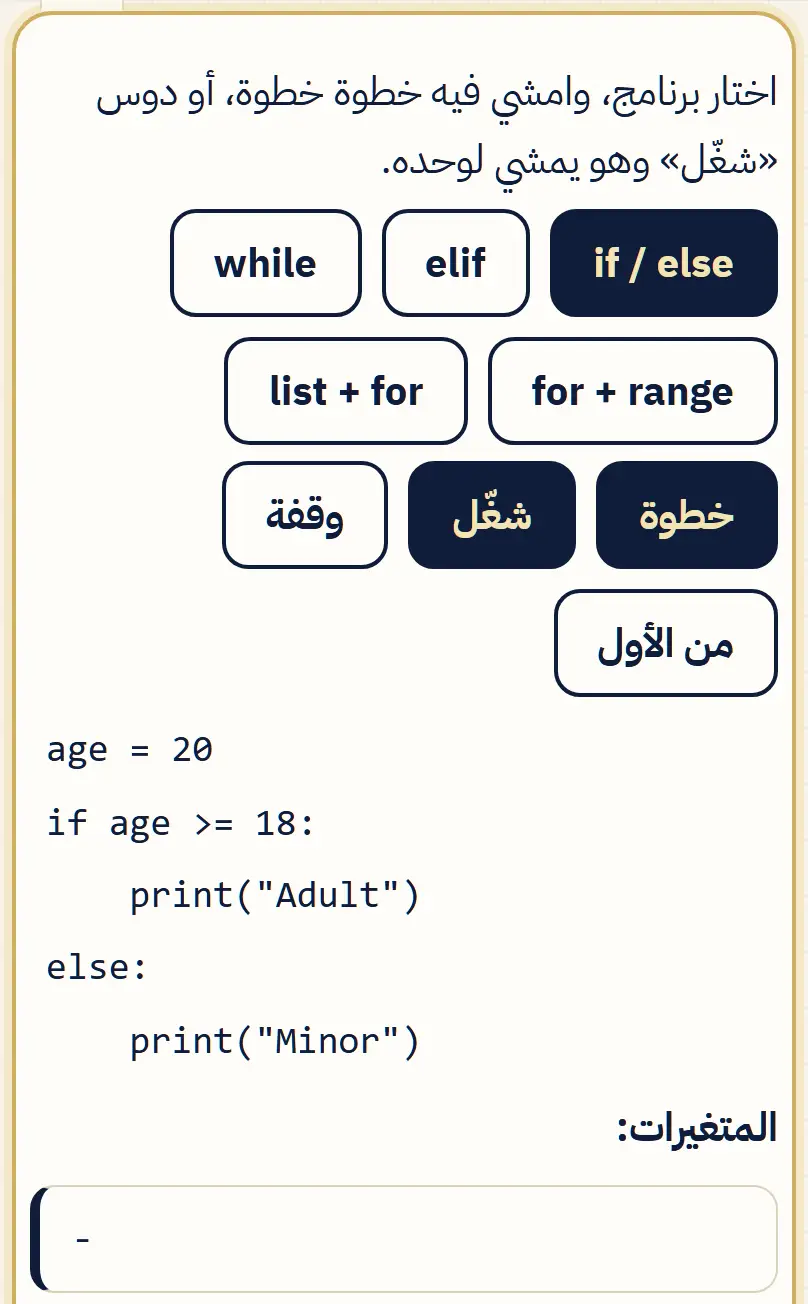 اختار برنامج، وامشي فيه خطوة خطوة، أو دوس
«شغّل» وهو يمشي لوحده.
if / else
elif
while
for + range
list + for
خطوة
شغّل
وقفة
من الأول
age = 20
if age >= 18:
    print("Adult")
else:
    print("Minor")
المتغيرات:
-